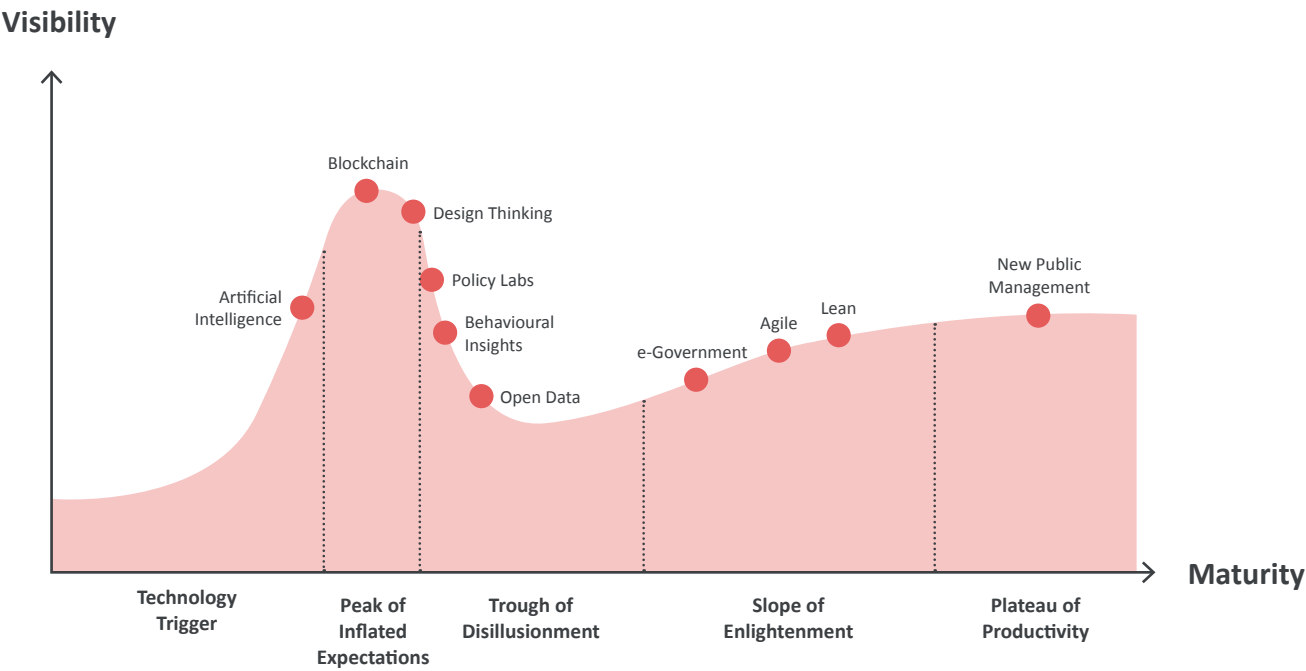 Visibility
Blockchain
Design Thinking
Policy Labs
Artificial
Intelligence
Behavioural
Insights
Open Data
e-Government
Agile
Lean
New Public
Management
Maturity
Technology
Trigger
Peak of
Inflated
Expectations
Trough of
Disillusionment
Slope of
Enlightenment
Plateau of
Productivity